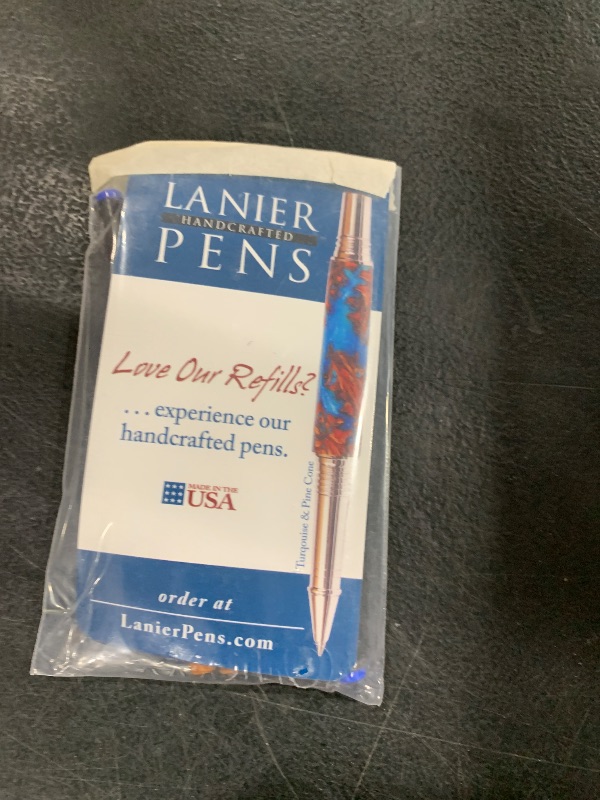 LANIER
HANDCRAFTED
PENS
Love Our Refills?
...experience our
handcrafted pens.
MADE IN THE
USA
Turqouise & Pine Cone
order at
LanierPens.com